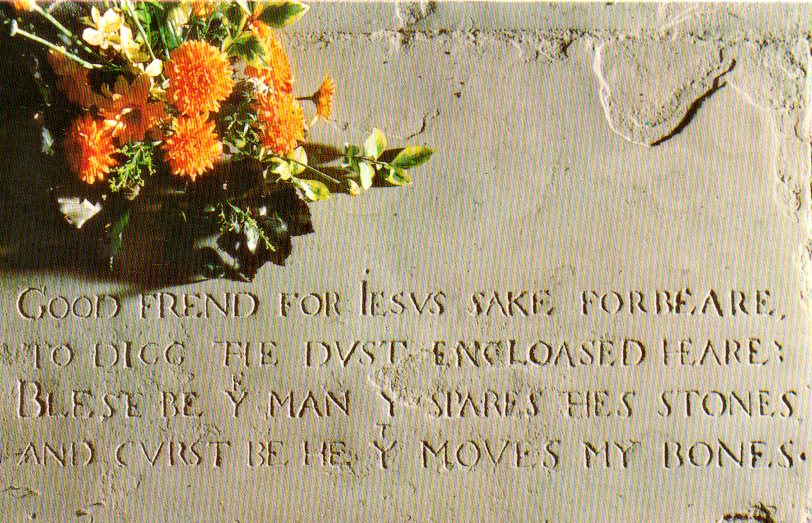 GOOD FREND FOR IESVS SAKE FORBEARE,
TO DIGG THE DVST ENCLOASED HEARE:
BLESE BE Yͤ MAN Yͭ SPARES THES STONES
AND CVRST BE HE Yͭ MOVES MY BONES·